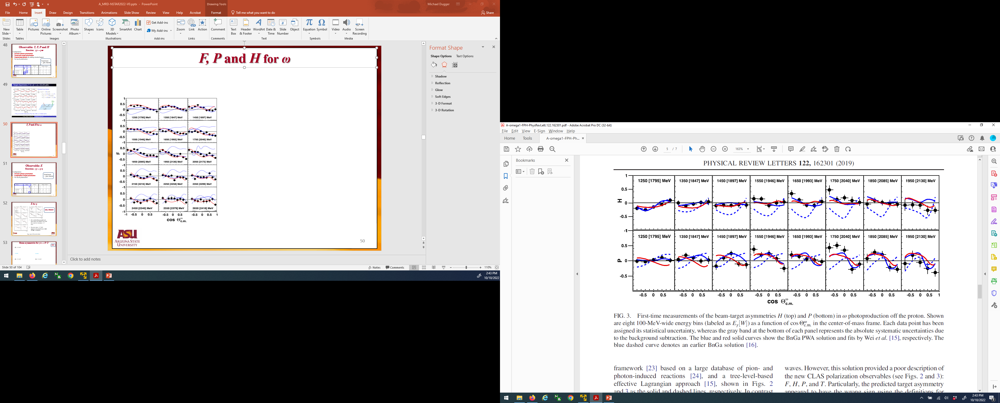 A_MRD-NSTAR2022-V0.pptx - PowerPoint
Drawing Tools
Michael Dugger
File Home Insert Draw Design Transitions Animations Slide Show Review View Help Acrobat Format Tell me what you want to do Share
New Slide
Table
Pictures
Online Pictures
Screenshot
Photo Album
Shapes
Icons
3D Models
SmartArt
Chart
Get Add-ins
My Add-ins
Zoom
Link
Action
Comment
Text Box
Header & Footer
WordArt
Date & Time
Slide Number
Object
Equation
Symbol
Video
Audio
Screen Recording
Slides Tables Images Illustrations Add-ins Links Comments Text Symbols Media
48
Observable: T, F, P and H
49
50
F, P and H for ω
51
Observable: E
Reactions: γ p → p η
52
E for η
53
F, P and H for ω
1 0.5 0 -0.5 -1
1250 [1795] MeV 1350 [1847] MeV 1450 [1897] MeV
0.5 0 -0.5 -1
1550 [1946] MeV 1650 [1993] MeV 1750 [2040] MeV
0.5 0 -0.5 -1
F
1850 [2085] MeV 1950 [2130] MeV 2050 [2173] MeV
0.5 0 -0.5 -1
2150 [2216] MeV 2250 [2258] MeV 2350 [2299] MeV
0.5 0 -0.5 -1
2450 [2340] MeV 2550 [2379] MeV 2650 [2418] MeV
-1 -0.5 0 0.5 -0.5 0 0.5 -0.5 0 0.5 1
cos Θω c.m.
ASU
ARIZONA STATE
UNIVERSITY
50
Format Shape
Shape Options Text Options
Shadow
Reflection
Glow
Soft Edges
3-D Format
3-D Rotation
Click to add notes
Slide 50 of 104
Notes Comments 110%
2:43 PM
10/10/2022
A-omega1-FPH-PhysRevLett.122.162301.pdf - Adobe Acrobat Pro DC (32-bit)
File Edit View E-Sign Window Help
Home Tools A-omega1-FPH-Ph... ×
5 / 7 163%
Bookmarks
PHYSICAL REVIEW LETTERS 122, 162301 (2019)
1 0.5 0 -0.5 -1
H
1250 [1795] MeV 1350 [1847] MeV 1450 [1897] MeV 1550 [1946] MeV 1650 [1993] MeV 1750 [2040] MeV 1850 [2085] MeV 1950 [2130] MeV
0.5 0 -0.5
P
1250 [1795] MeV 1350 [1847] MeV 1450 [1897] MeV 1550 [1946] MeV 1650 [1993] MeV 1750 [2040] MeV 1850 [2085] MeV 1950 [2130] MeV
-0.5 0 0.5 -0.5 0 0.5 -0.5 0 0.5 -0.5 0 0.5 -0.5 0 0.5 -0.5 0 0.5 -0.5 0 0.5 -0.5 0 0.5 1
cos Θω c.m.
FIG. 3. First-time measurements of the beam-target asymmetries H (top) and P (bottom) in ω photoproduction off the proton. Shown
are eight 100-MeV-wide energy bins (labeled as Eγ[W]) as a function of cos Θω c.m. in the center-of-mass frame. Each data point has been
assigned its statistical uncertainty, whereas the gray band at the bottom of each panel represents the absolute systematic uncertainties due
to the background subtraction. The blue and red solid curves show the BnGa PWA solution and fits by Wei et al. [15], respectively. The
blue dashed curve denotes an earlier BnGa solution [16].
framework [23] based on a large database of pion- and
photon-induced reactions [24], and a tree-level-based
effective Lagrangian approach [15], shown in Figs. 2
and 3 as the solid and dashed lines, respectively. In contrast
waves. However, this solution provided a poor description of
the new CLAS polarization observables (see Figs. 2 and 3):
F, H, P, and T. Particularly, the predicted target asymmetry
appeared to have the wrong sign using the definitions for
2:43 PM
10/10/2022
3